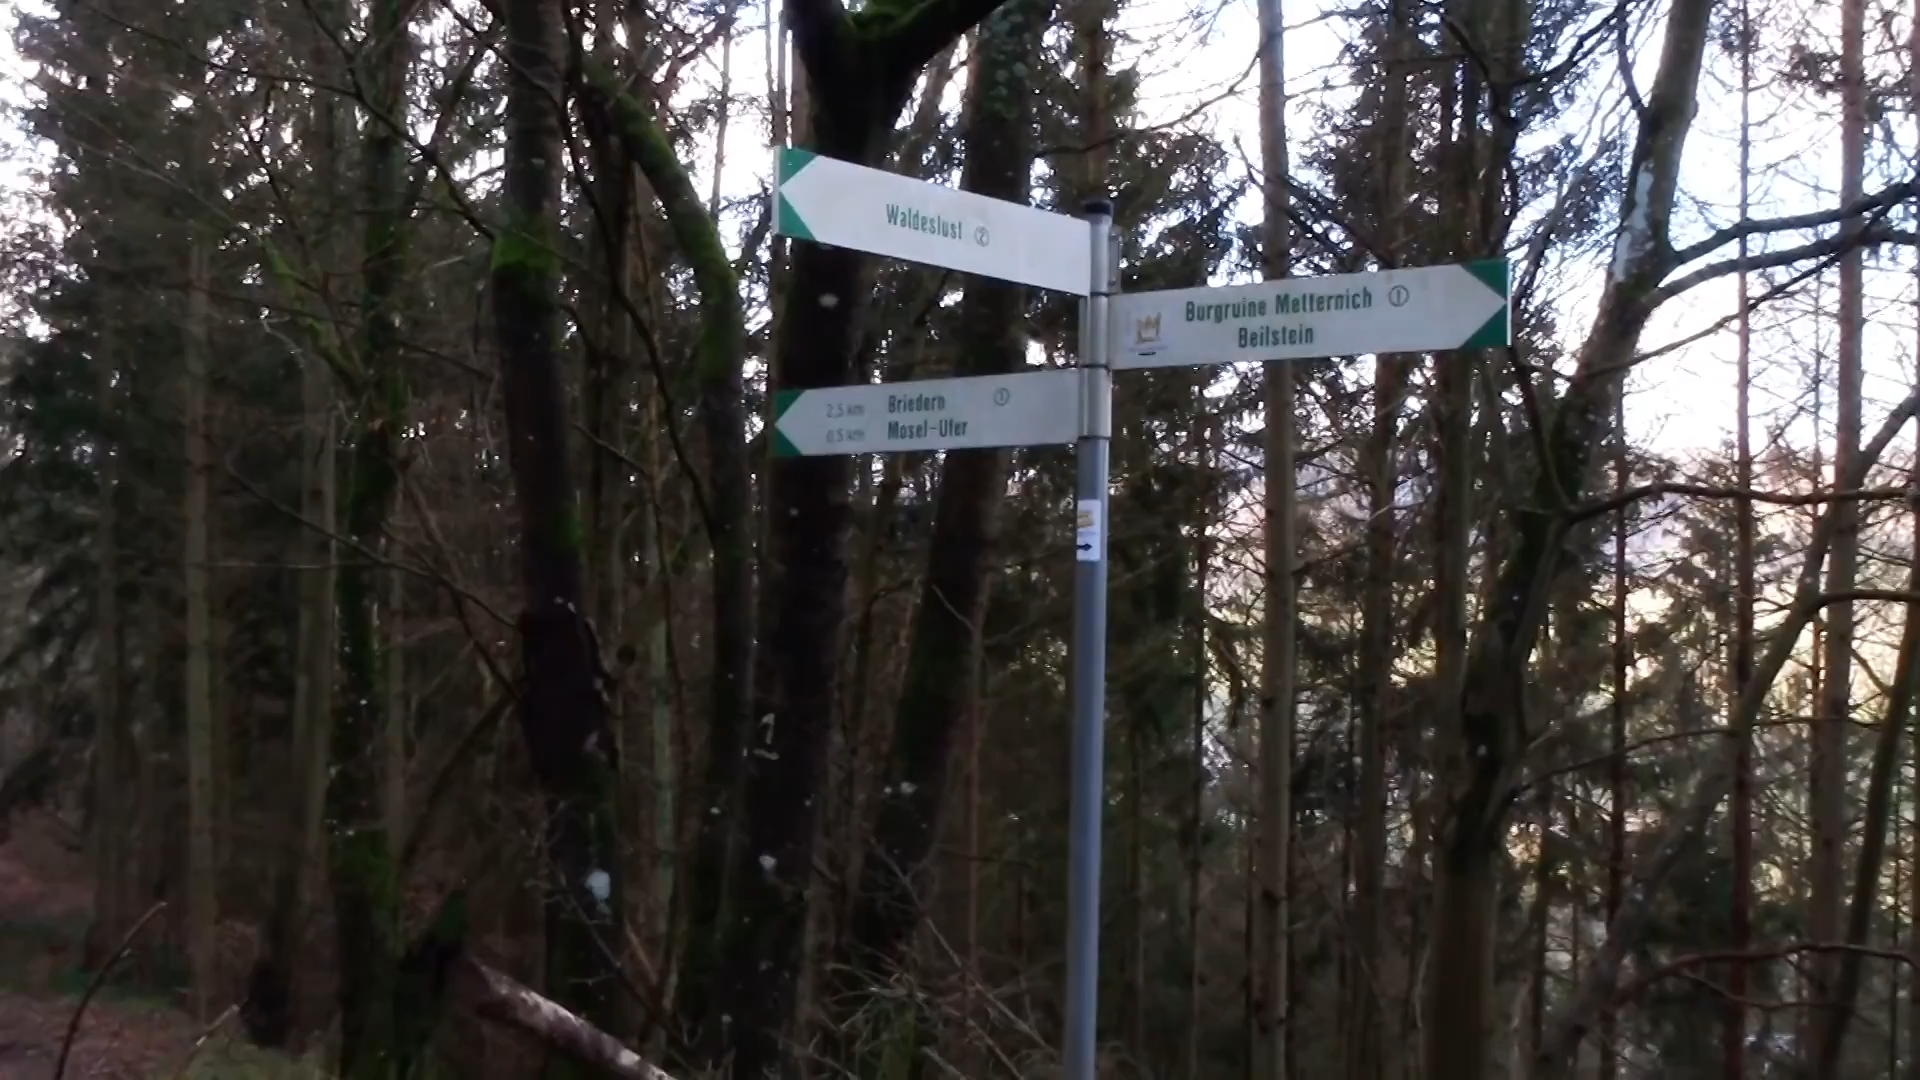 Waldeslust 2
Burgruine Metternich 1
Beilstein
2,5 km Briedern 1
0,5 km Mosel-Ufer